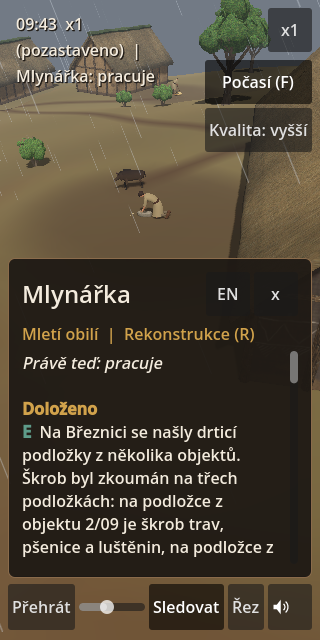 09:43 x1
(pozastaveno) |
Mlynářka: pracuje
x1
Počasí (F)
Kvalita: vyšší
Mlynářka
EN
x
Mletí obilí | Rekonstrukce (R)
Právě teď: pracuje
Doloženo
E Na Březnici se našly drticí
podložky z několika objektů.
Škrob byl zkoumán na třech
podložkách: na podložce z
objektu 2/09 je škrob trav,
pšenice a luštěnin, na podložce z
Přehrát
Sledovat
Řez